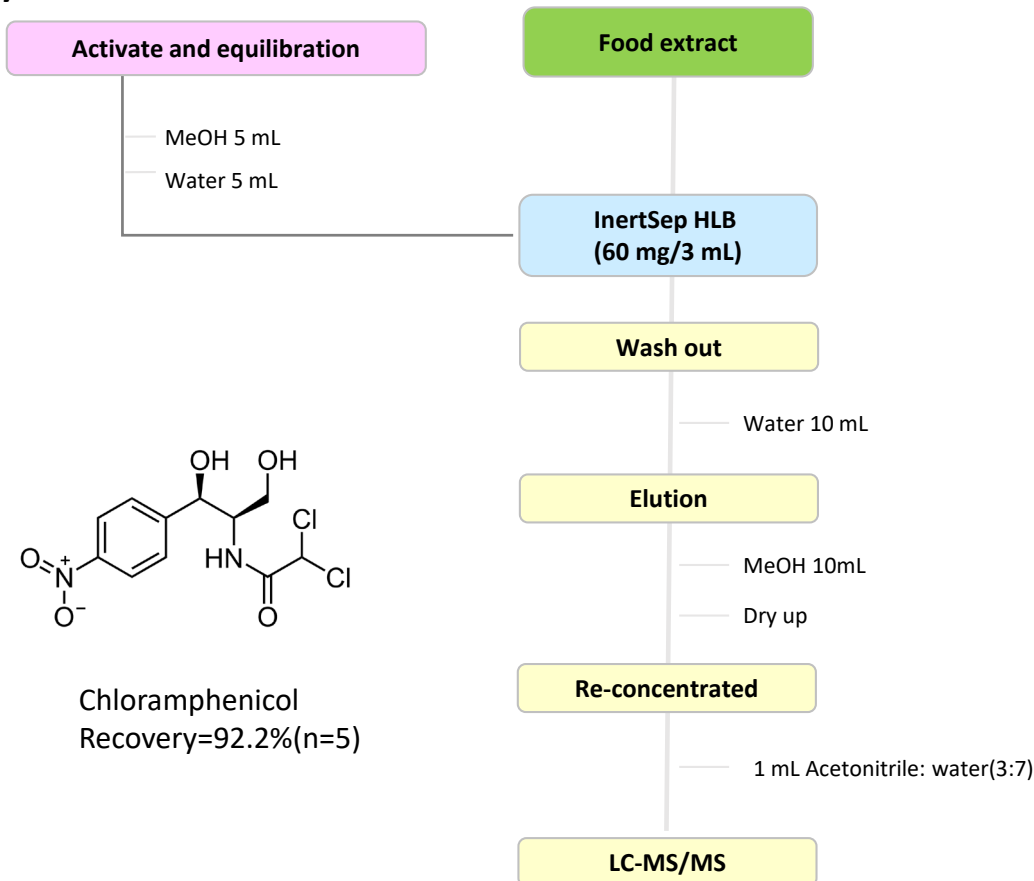 Activate and equilibration
Food extract
MeOH 5 mL
Water 5 mL
InertSep HLB
(60 mg/3 mL)
Wash out
Water 10 mL
Elution
MeOH 10mL
Dry up
Re-concentrated
1 mL Acetonitrile: water(3:7)
LC-MS/MS
OH OH
Cl
HN
Cl
O
N+
O−
O
Chloramphenicol
Recovery=92.2%(n=5)